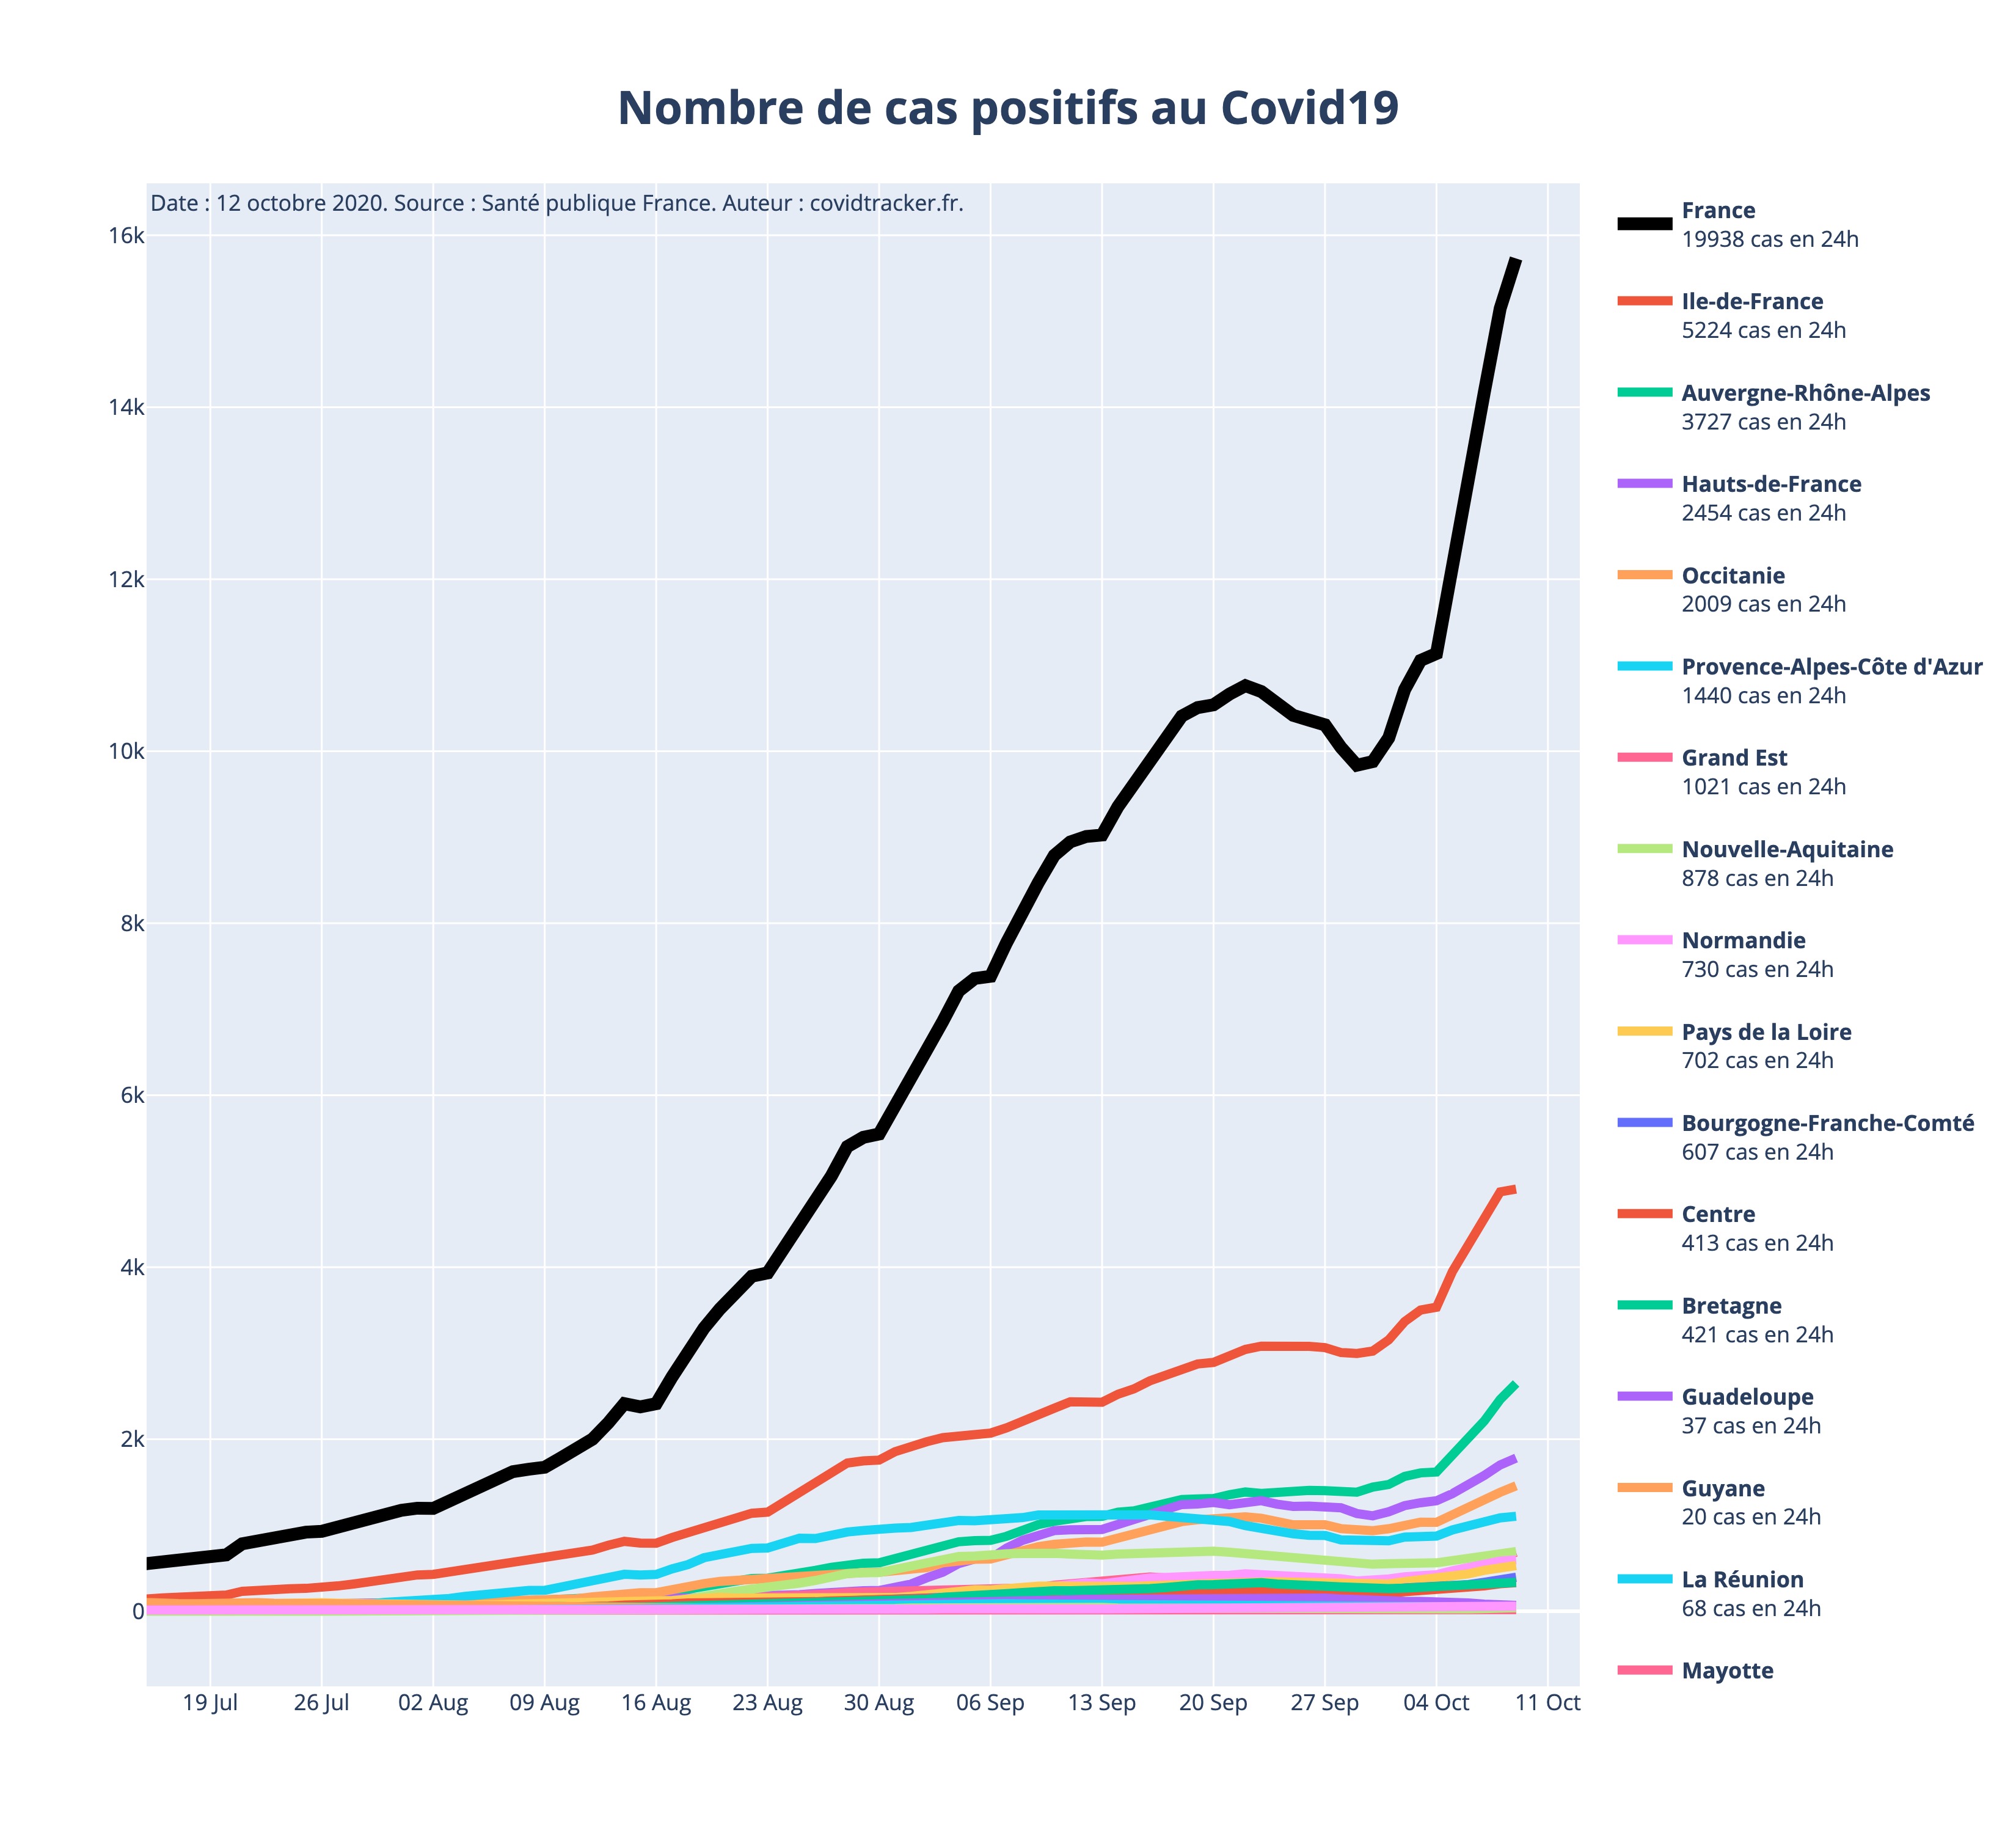 Nombre de cas positifs au Covid19
Date : 12 octobre 2020. Source : Santé publique France. Auteur : covidtracker.fr.
16k
14k
12k
10k
8k
6k
4k
2k
0
19 Jul
26 Jul
02 Aug
09 Aug
16 Aug
23 Aug
30 Aug
06 Sep
13 Sep
20 Sep
27 Sep
04 Oct
11 Oct
France
19938 cas en 24h
Ile-de-France
5224 cas en 24h
Auvergne-Rhône-Alpes
3727 cas en 24h
Hauts-de-France
2454 cas en 24h
Occitanie
2009 cas en 24h
Provence-Alpes-Côte d'Azur
1440 cas en 24h
Grand Est
1021 cas en 24h
Nouvelle-Aquitaine
878 cas en 24h
Normandie
730 cas en 24h
Pays de la Loire
702 cas en 24h
Bourgogne-Franche-Comté
607 cas en 24h
Centre
413 cas en 24h
Bretagne
421 cas en 24h
Guadeloupe
37 cas en 24h
Guyane
20 cas en 24h
La Réunion
68 cas en 24h
Mayotte